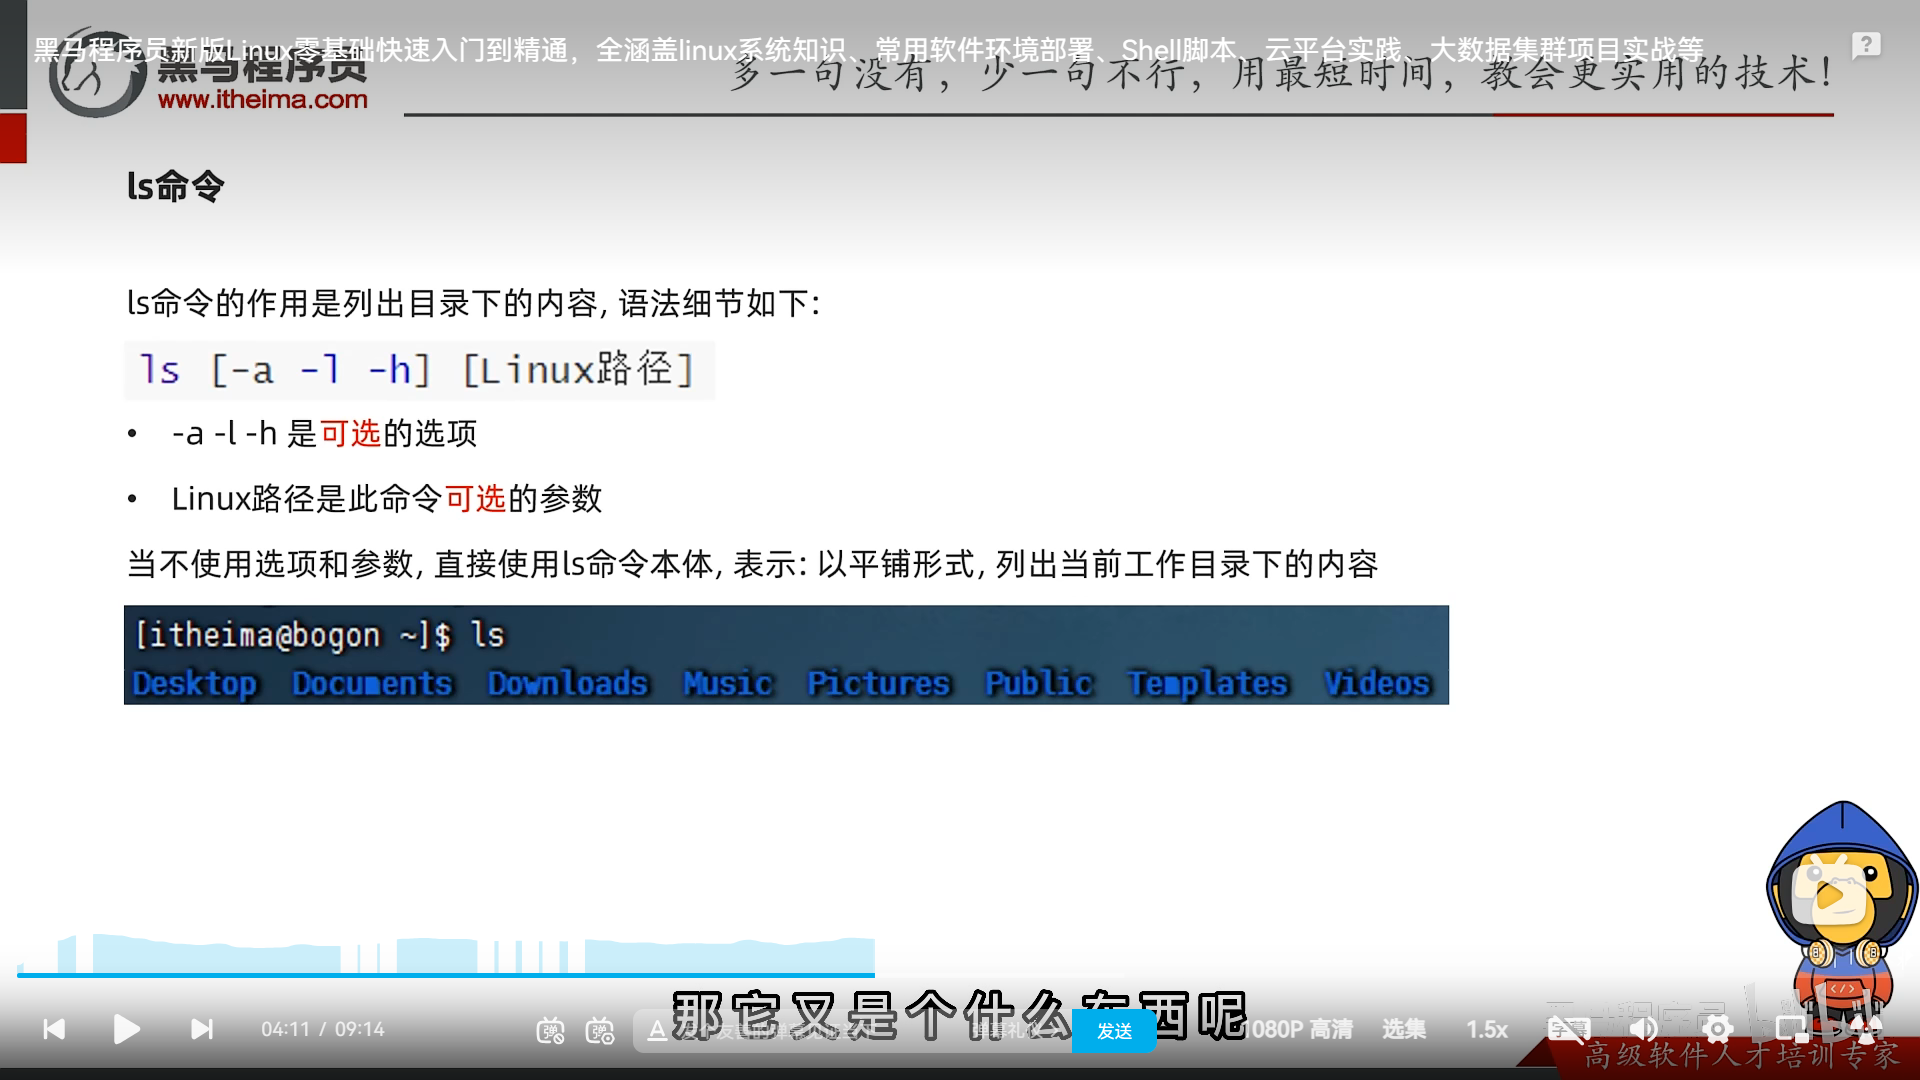 黑马程序员新版Linux零基础快速入门到精通，全涵盖linux系统知识、常用软件环境部署、Shell脚本、云平台实践、大数据集群项目实战等
黑马程序员
www.itheima.com
多一句没有，少一句不行，用最短时间，教会更实用的技术！
ls命令
ls命令的作用是列出目录下的内容，语法细节如下：
ls [-a -l -h] [Linux路径]
• -a -l -h 是可选的选项
• Linux路径是此命令可选的参数
当不使用选项和参数，直接使用ls命令本体，表示：以平铺形式，列出当前工作目录下的内容
[itheima@bogon ~]$ ls
Desktop Documents Downloads Music Pictures Public Templates Videos
那它又是个什么东西呢
04:11 / 09:14
弹幕礼仪
发送
1080P 高清
选集
1.5x
字幕
高级软件人才培训专家